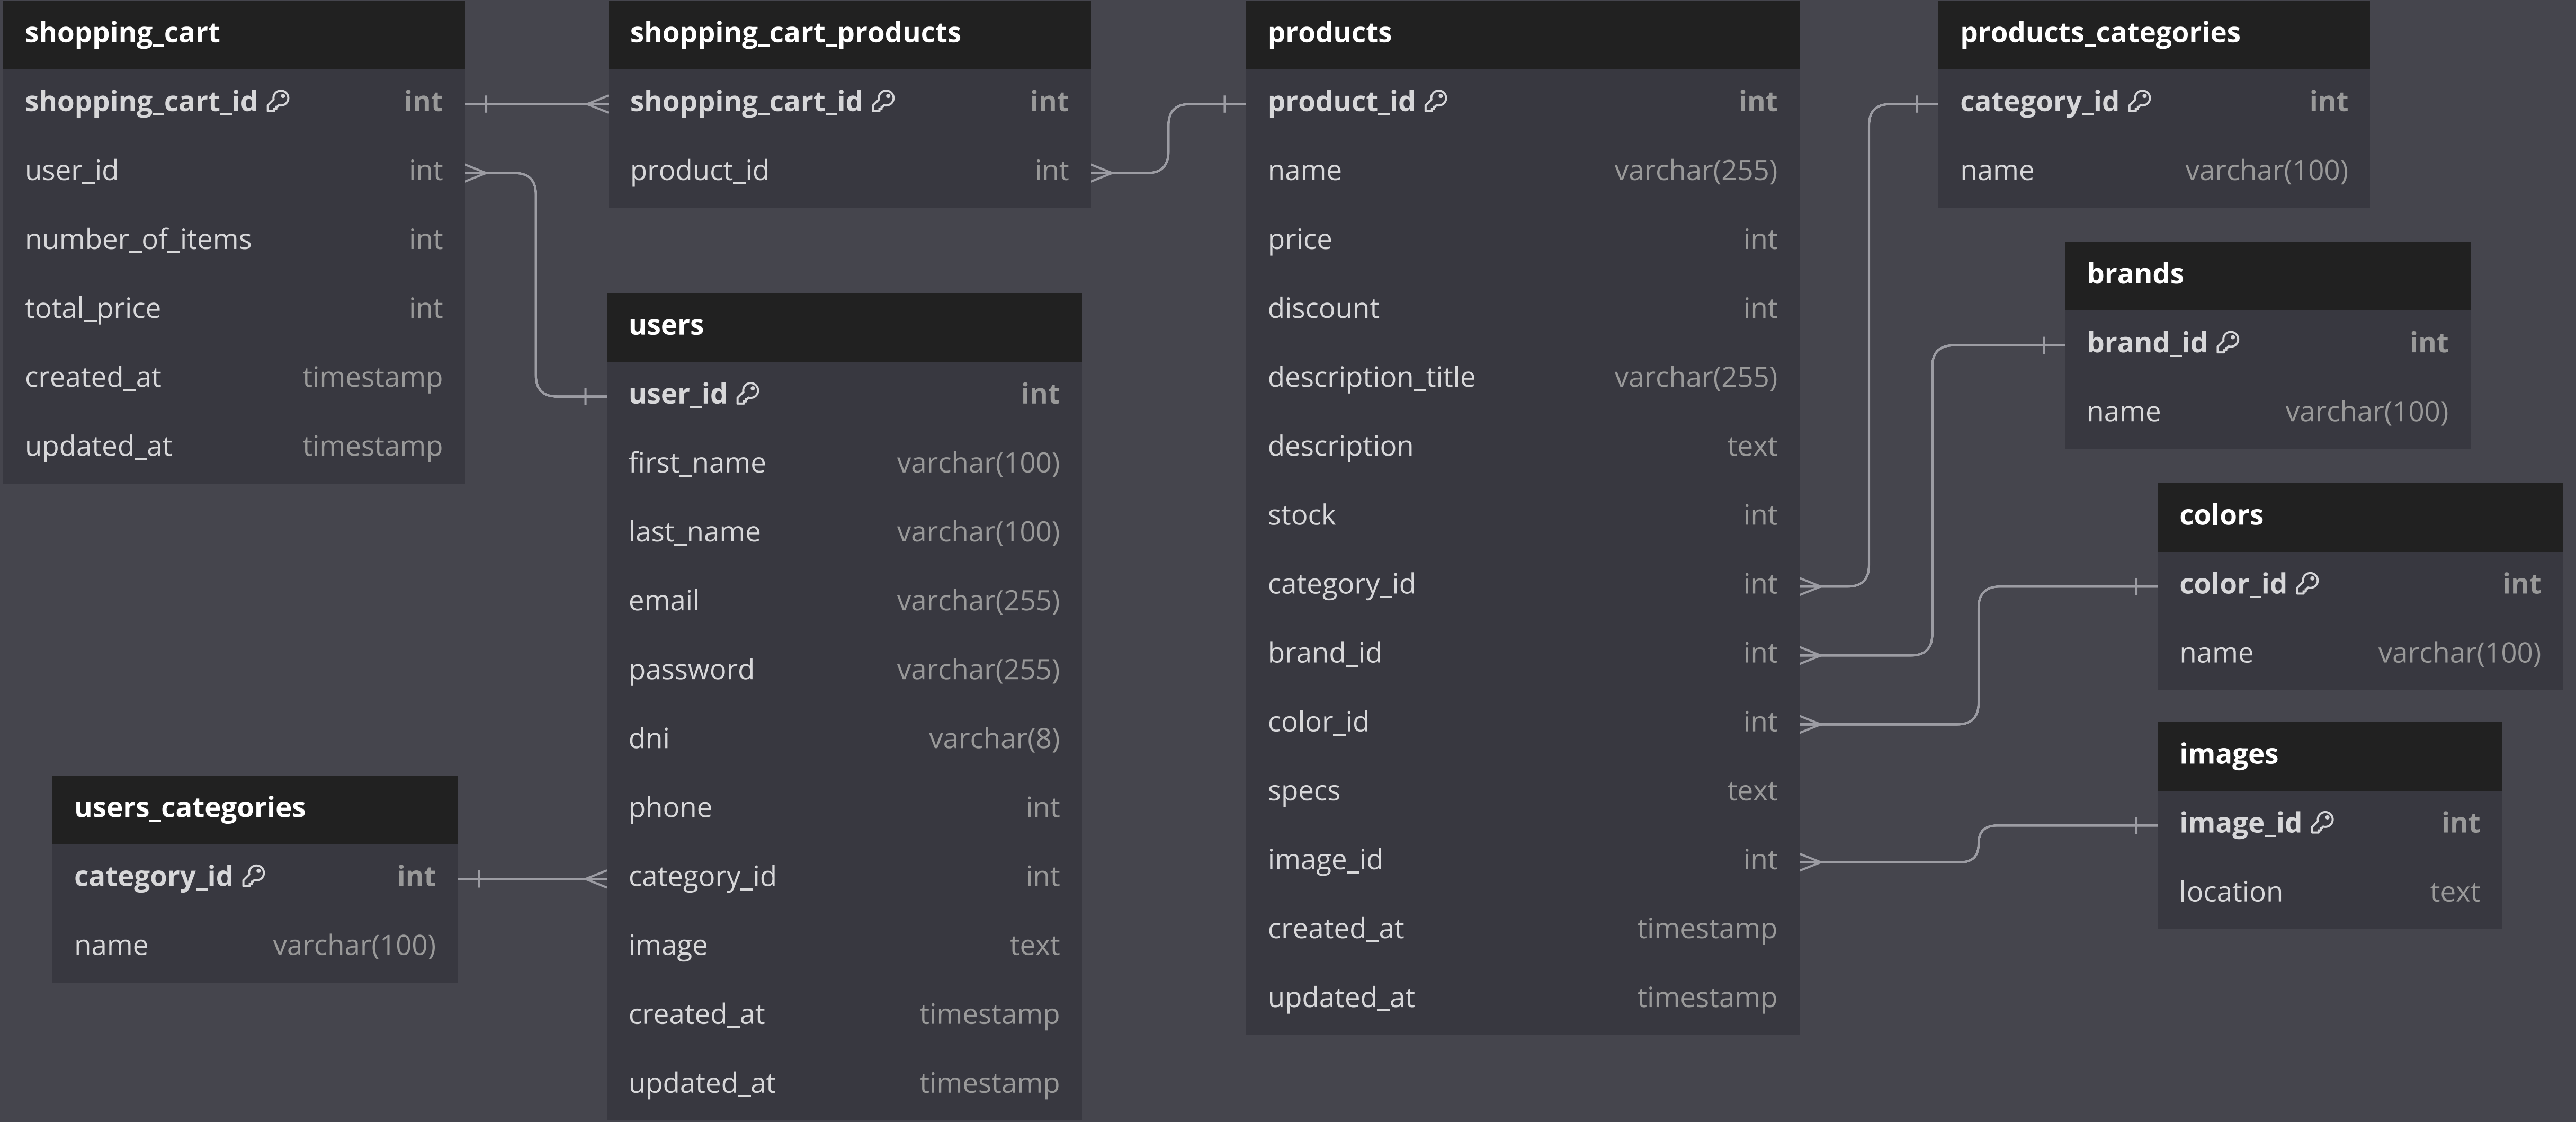 shopping_cart
shopping_cart_id int
user_id int
number_of_items int
total_price int
created_at timestamp
updated_at timestamp
shopping_cart_products
shopping_cart_id int
product_id int
users
user_id int
first_name varchar(100)
last_name varchar(100)
email varchar(255)
password varchar(255)
dni varchar(8)
phone int
category_id int
image text
created_at timestamp
updated_at timestamp
users_categories
category_id int
name varchar(100)
products
product_id int
name varchar(255)
price int
discount int
description_title varchar(255)
description text
stock int
category_id int
brand_id int
color_id int
specs text
image_id int
created_at timestamp
updated_at timestamp
products_categories
category_id int
name varchar(100)
brands
brand_id int
name varchar(100)
colors
color_id int
name varchar(100)
images
image_id int
location text